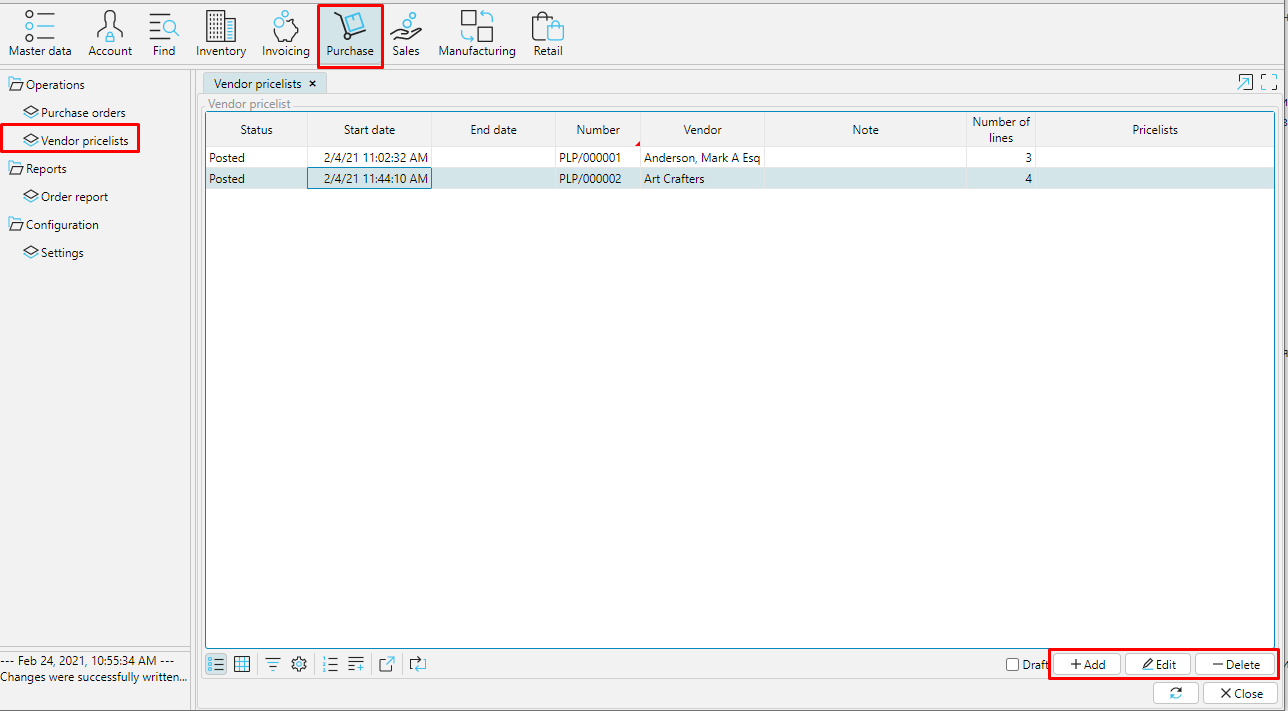 Master data Account Find Inventory Invoicing Purchase Sales Manufacturing Retail
Operations
Purchase orders
Vendor pricelists
Reports
Order report
Configuration
Settings
--- Feb 24, 2021, 10:55:34 AM ---
Changes were successfully written...
Vendor pricelists ×
Vendor pricelist
Status Start date End date Number Vendor Note Number of lines Pricelists
Posted 2/4/21 11:02:32 AM PLP/000001 Anderson, Mark A Esq 3
Posted 2/4/21 11:44:10 AM PLP/000002 Art Crafters 4
Draft Add Edit Delete
Close